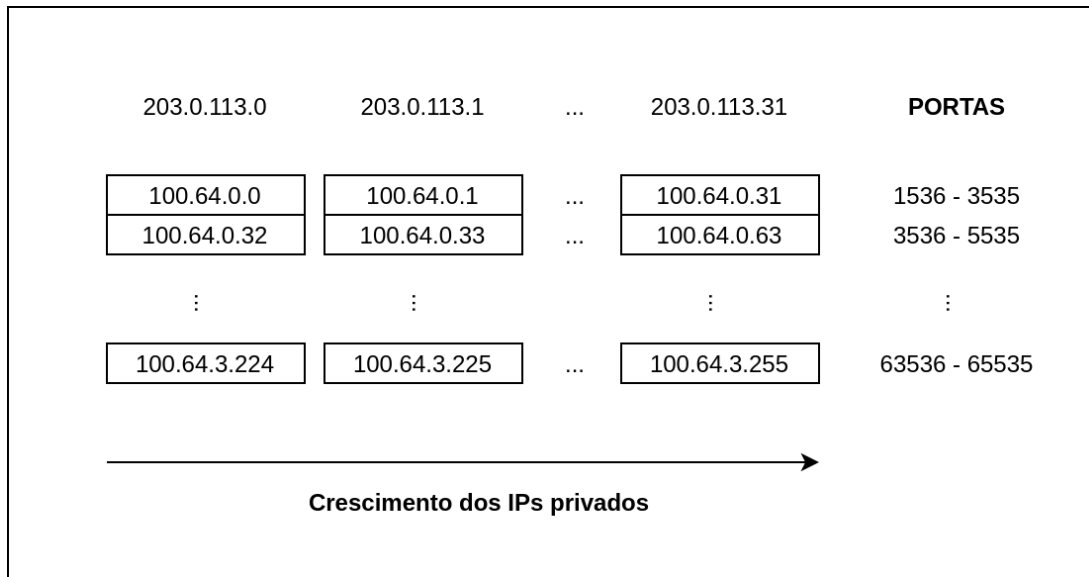 203.0.113.0 203.0.113.1 ... 203.0.113.31 PORTAS
100.64.0.0 100.64.0.1 ... 100.64.0.31 1536 - 3535
100.64.0.32 100.64.0.33 ... 100.64.0.63 3536 - 5535
... ... ... ...
100.64.3.224 100.64.3.225 ... 100.64.3.255 63536 - 65535
Crescimento dos IPs privados